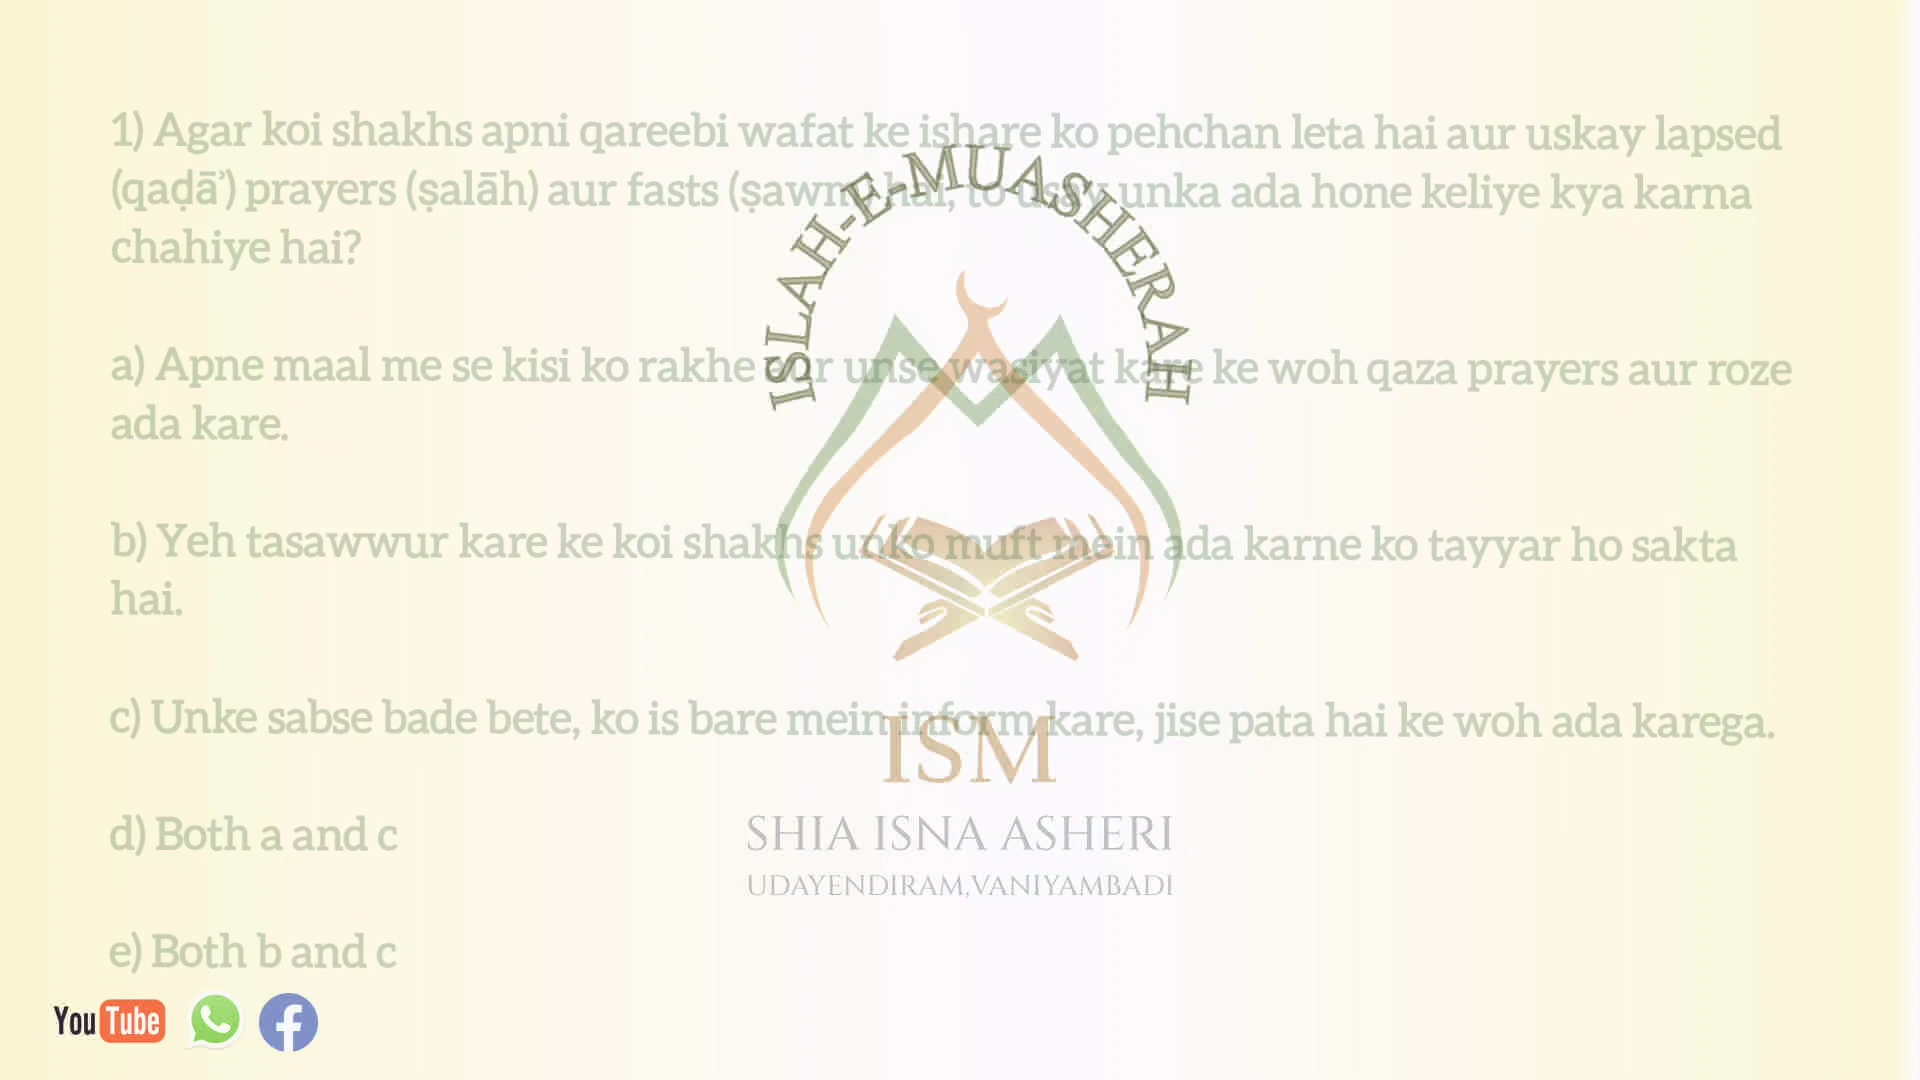 1) Agar koi shakhs apni qareebi wafat ke ishare ko pehchan leta hai aur uskay lapsed
(qaḍāʾ) prayers (ṣalāh) aur fasts (ṣawm) hai, to usay unka ada hone keliye kya karna
chahiye hai?
a) Apne maal me se kisi ko rakhe aur unse wasiyat kare ke woh qaza prayers aur roze
ada kare.
b) Yeh tasawwur kare ke koi shakhs unko muft mein ada karne ko tayyar ho sakta
hai.
c) Unke sabse bade bete, ko is bare mein inform kare, jise pata hai ke woh ada karega.
d) Both a and c
e) Both b and c
ISLAH-E-MUASHERAH
ISM
SHIA ISNA ASHERI
UDAYENDIRAM,VANIYAMBADI
YouTube